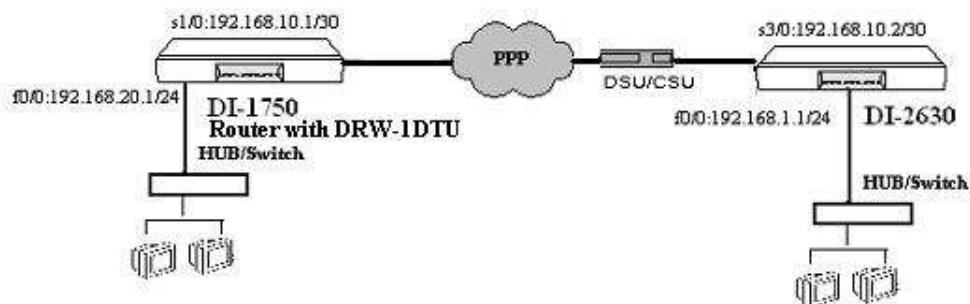 s1/0:192.168.10.1/30
s3/0:192.168.10.2/30
PPP
DSU/CSU
f0/0:192.168.20.1/24
DI-1750
Router with DRW-1DTU
HUB/Switch
f0/0:192.168.1.1/24
DI-2630
HUB/Switch